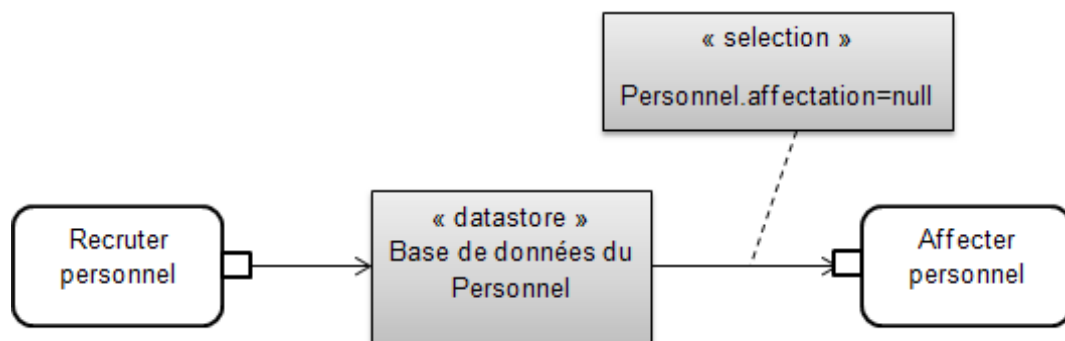 « selection »
Personnel.affectation=null
Recruter
personnel
« datastore »
Base de données du
Personnel
Affecter
personnel